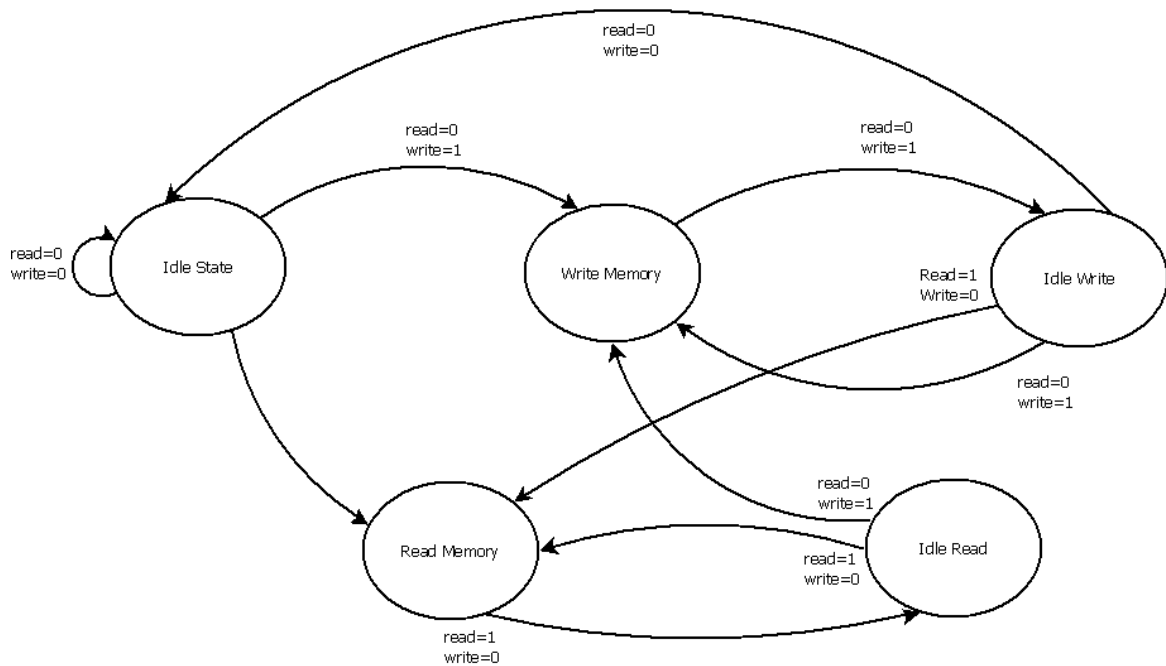 read=0
write=0
read=0
write=1
read=0
write=1
read=0
write=0
Idle State
Write Memory
Read=1
Write=0
Idle Write
read=0
write=1
read=0
write=1
Read Memory
read=1
write=0
Idle Read
read=1
write=0